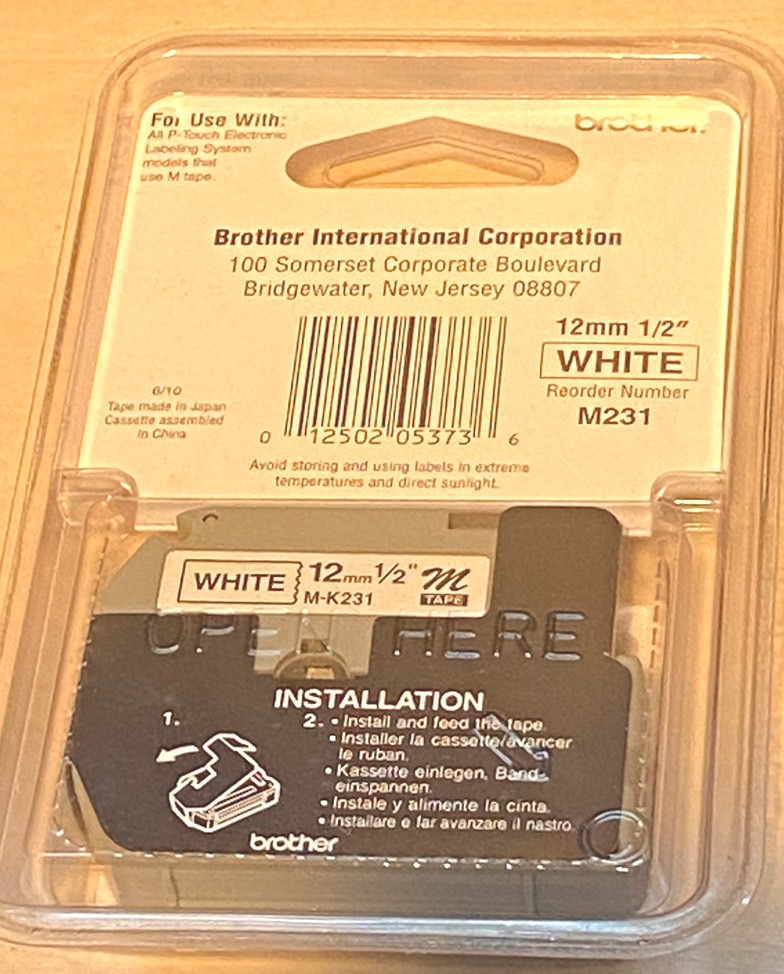 For Use With:
All P-Touch Electronic
Labeling System
models that
use M tape.
brother.
Brother International Corporation
100 Somerset Corporate Boulevard
Bridgewater, New Jersey 08807
12mm 1/2"
WHITE
Reorder Number
M231
6/10
Tape made in Japan
Cassette assembled
in China
0 12502 05373 6
Avoid storing and using labels in extreme
temperatures and direct sunlight.
WHITE 12mm 1/2" M
M-K231 TAPE
OPEN HERE
INSTALLATION
1.
2. • Install and feed the tape.
• Installer la cassette/avancer
le ruban.
• Kassette einlegen, Band
einspannen.
• Instale y alimente la cinta.
• Installare e far avanzare il nastro.
brother